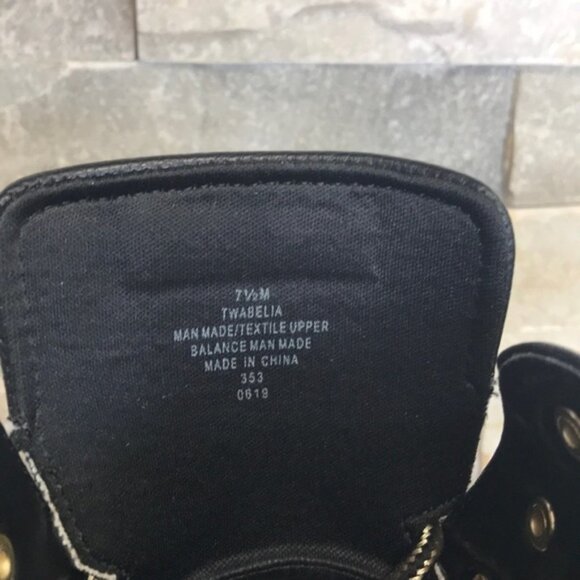 7½M
TWABELIA
MAN MADE/TEXTILE UPPER
BALANCE MAN MADE
MADE IN CHINA
353
0619